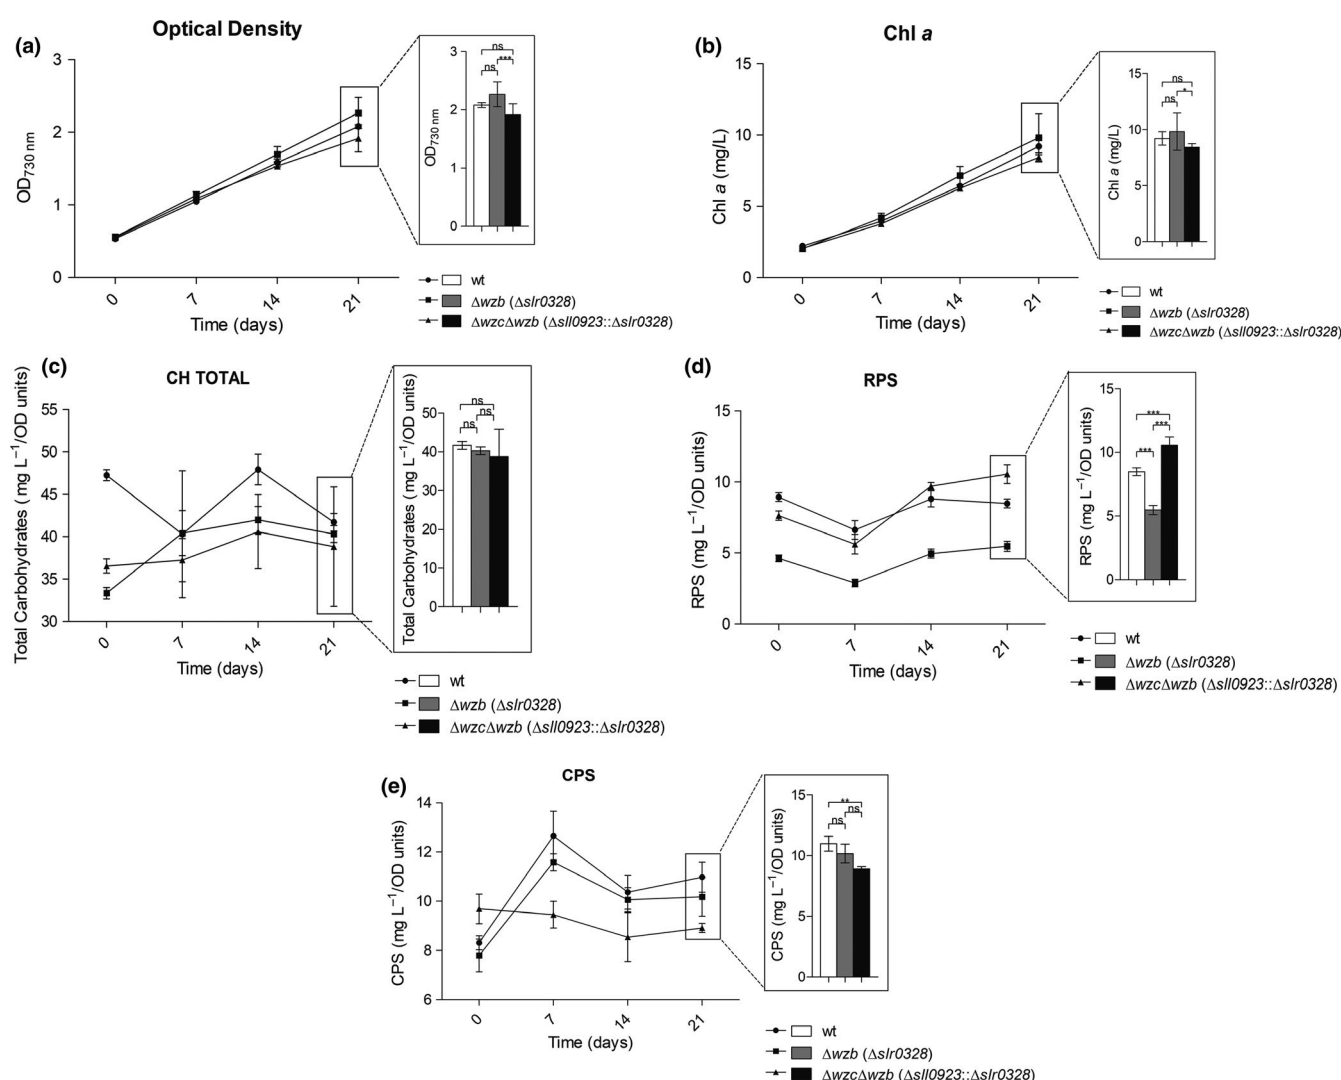 (a)
Optical Density
OD730 nm
3
2
1
0
0 7 14 21
Time (days)
OD730 nm
3
2
1
0
ns
ns ***
wt
Δwzb (Δslr0328)
ΔwzcΔwzb (Δsll0923::Δslr0328)
(b)
Chl a
Chl a (mg/L)
15
10
5
0
0 7 14 21
Time (days)
Chl a (mg/L)
15
10
5
0
ns
ns *
wt
Δwzb (Δslr0328)
ΔwzcΔwzb (Δsll0923::Δslr0328)
(c)
CH TOTAL
Total Carbohydrates (mg L−1/OD units)
55
50
45
40
35
30
0 7 14 21
Time (days)
Total Carbohydrates (mg L−1/OD units)
50
40
30
20
10
0
ns
ns
ns
wt
Δwzb (Δslr0328)
ΔwzcΔwzb (Δsll0923::Δslr0328)
(d)
RPS
RPS (mg L−1/OD units)
15
10
5
0
0 7 14 21
Time (days)
RPS (mg L−1/OD units)
15
10
5
0
***
***
***
wt
Δwzb (Δslr0328)
ΔwzcΔwzb (Δsll0923::Δslr0328)
(e)
CPS
CPS (mg L−1/OD units)
14
12
10
8
6
0 7 14 21
Time (days)
CPS (mg L−1/OD units)
15
10
5
0
**
ns
ns
wt
Δwzb (Δslr0328)
ΔwzcΔwzb (Δsll0923::Δslr0328)